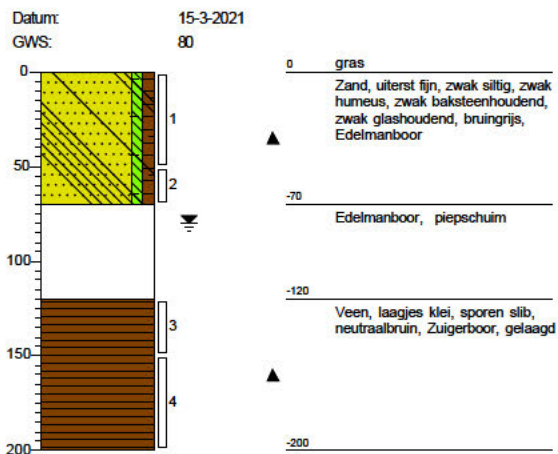 Datum: 15-3-2021
GWS: 80
0
50
100
150
200
1
2
3
4
0 gras
Zand, uiterst fijn, zwak siltig, zwak
humeus, zwak baksteenhoudend,
zwak glashoudend, bruingrijs,
Edelmanboor
-70
Edelmanboor, piepschuim
-120
Veen, laagjes klei, sporen slib,
neutraalbruin, Zuigerboor, gelaagd
-200